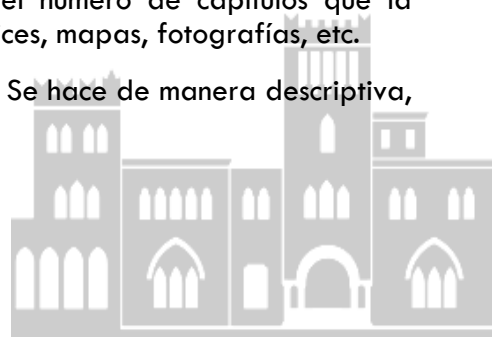 el número de capítulos que la
ces, mapas, fotografías, etc.
Se hace de manera descriptiva,